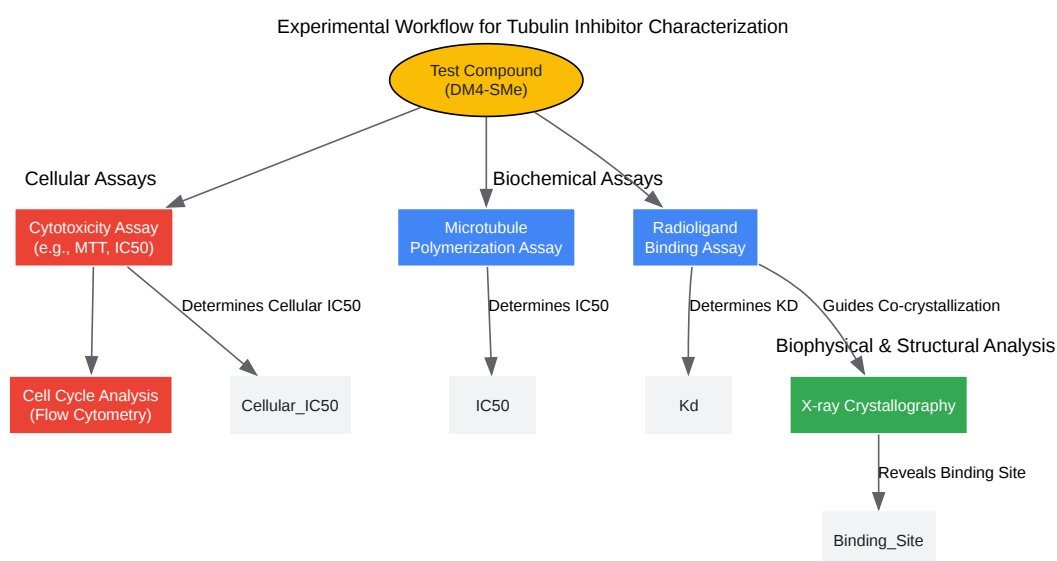 Experimental Workflow for Tubulin Inhibitor Characterization
Test Compound
(DM4-SMe)
Cellular Assays
Biochemical Assays
Cytotoxicity Assay
(e.g., MTT, IC50)
Microtubule
Polymerization Assay
Radioligand
Binding Assay
Determines Cellular IC50
Determines IC50
Determines KD
Guides Co-crystallization
Biophysical & Structural Analysis
Cell Cycle Analysis
(Flow Cytometry)
Cellular_IC50
IC50
Kd
X-ray Crystallography
Reveals Binding Site
Binding_Site